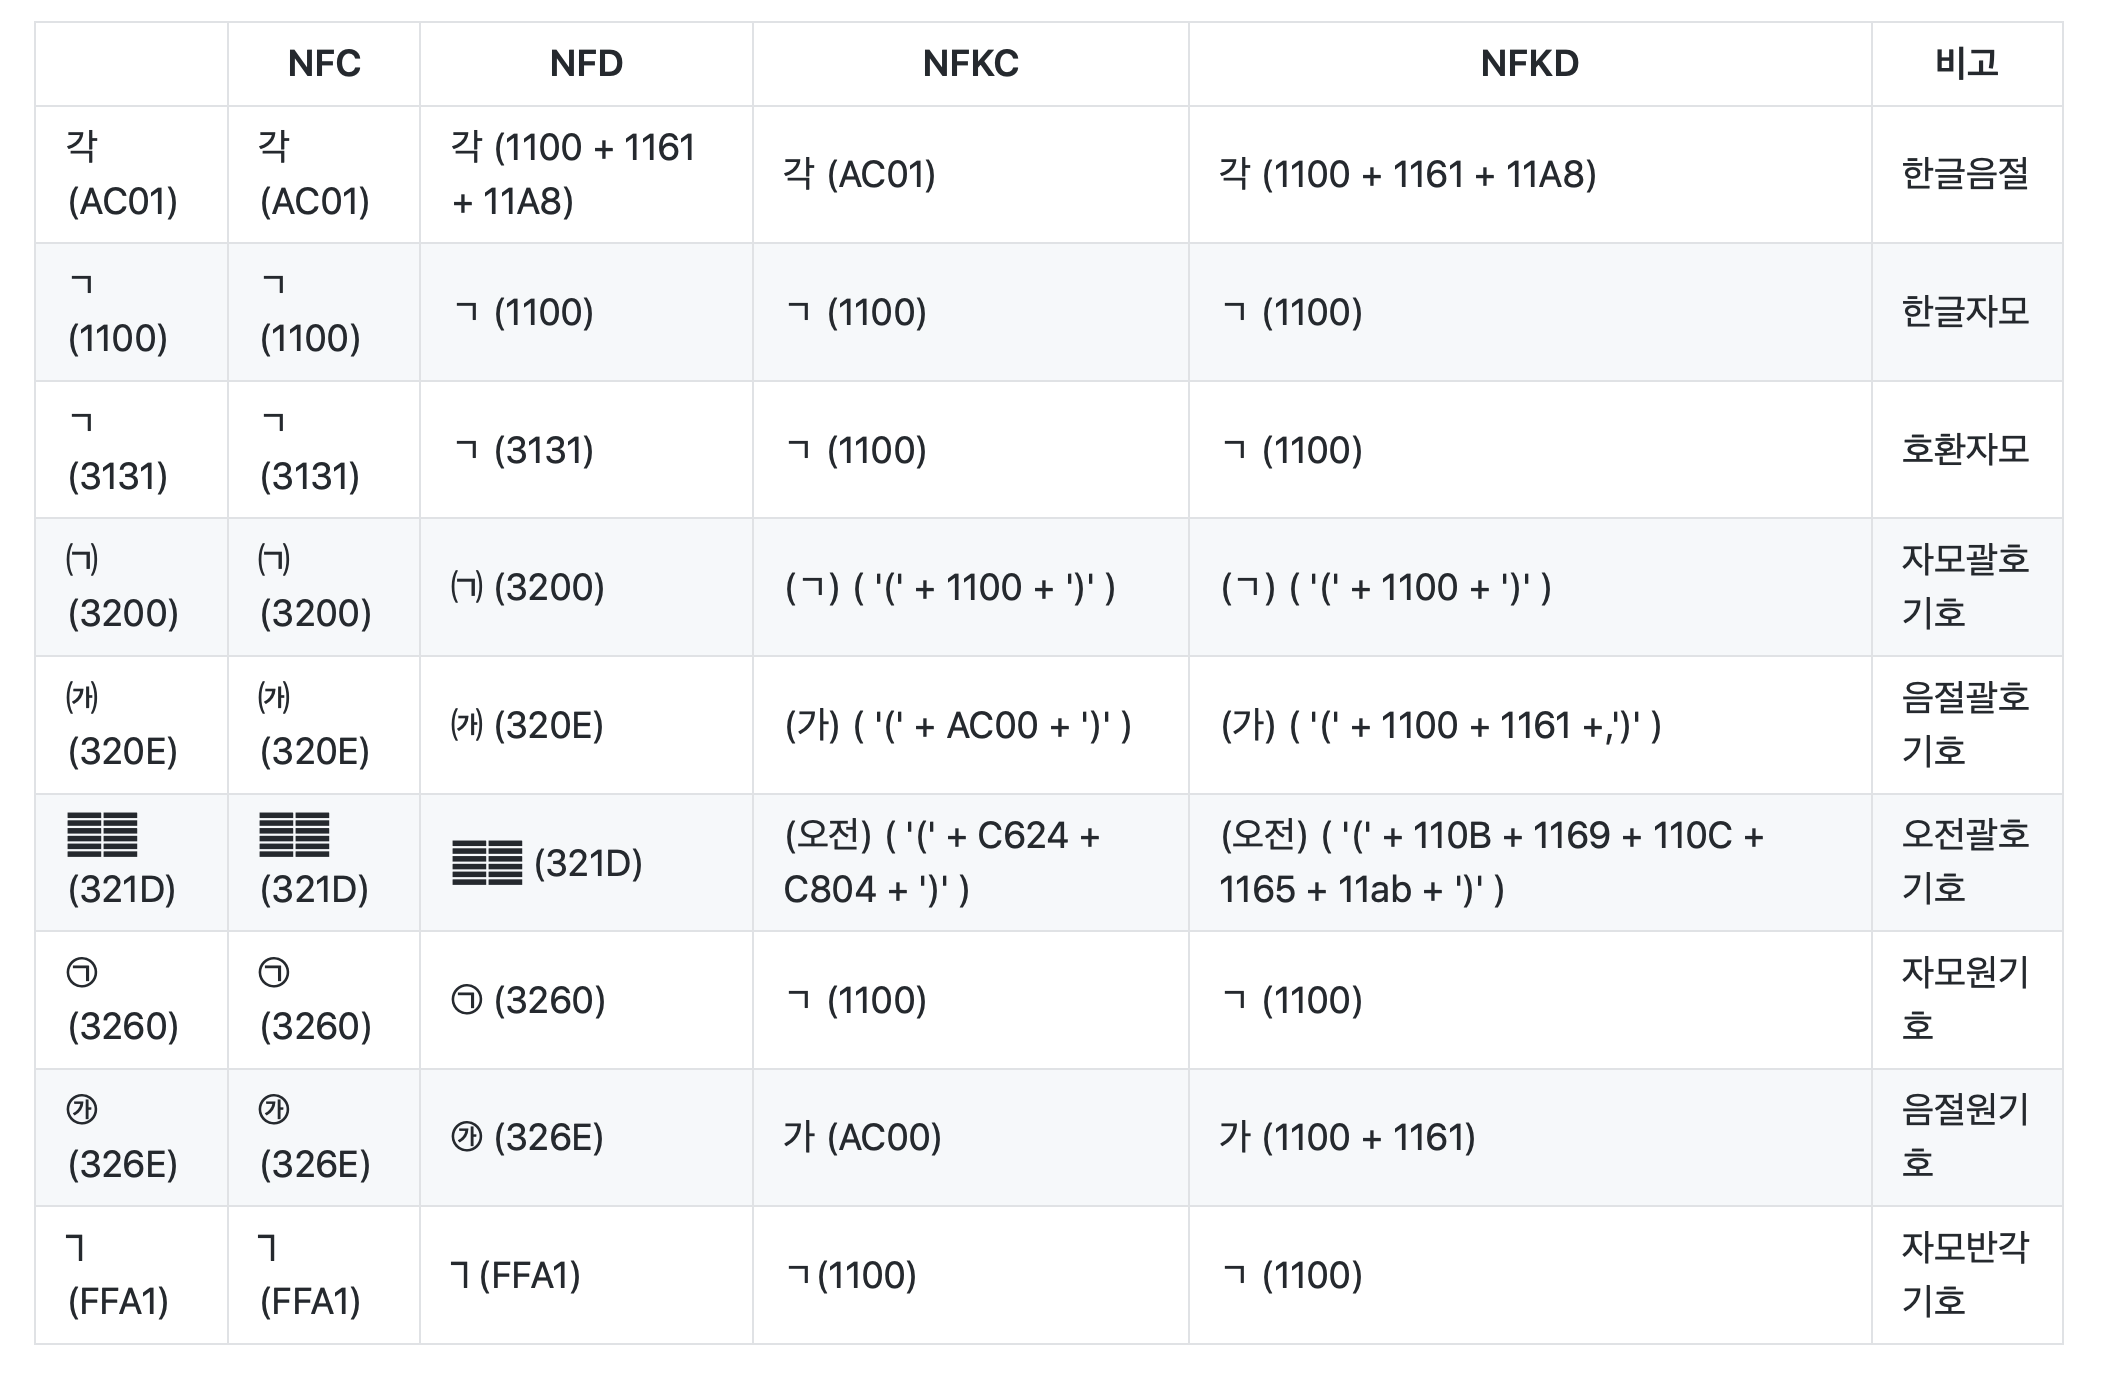 NFC NFD NFKC NFKD 비고
각 (AC01) 각 (AC01) 각 (1100 + 1161 + 11A8) 각 (AC01) 각 (1100 + 1161 + 11A8) 한글음절
ㄱ (1100) ㄱ (1100) ㄱ (1100) ㄱ (1100) ㄱ (1100) 한글자모
ㄱ (3131) ㄱ (3131) ㄱ (3131) ㄱ (1100) ㄱ (1100) 호환자모
㈀ (3200) ㈀ (3200) ㈀ (3200) (ㄱ) ( '(' + 1100 + ')' ) (ㄱ) ( '(' + 1100 + ')' ) 자모괄호기호
㈎ (320E) ㈎ (320E) ㈎ (320E) (가) ( '(' + AC00 + ')' ) (가) ( '(' + 1100 + 1161 +,')' ) 음절괄호기호
(321D) (321D) (321D) (오전) ( '(' + C624 + C804 + ')' ) (오전) ( '(' + 110B + 1169 + 110C + 1165 + 11ab + ')' ) 오전괄호기호
㉠ (3260) ㉠ (3260) ㉠ (3260) ㄱ (1100) ㄱ (1100) 자모원기호
㉮ (326E) ㉮ (326E) ㉮ (326E) 가 (AC00) 가 (1100 + 1161) 음절원기호
ﾡ (FFA1) ﾡ (FFA1) ﾡ(FFA1) ㄱ(1100) ㄱ (1100) 자모반각기호